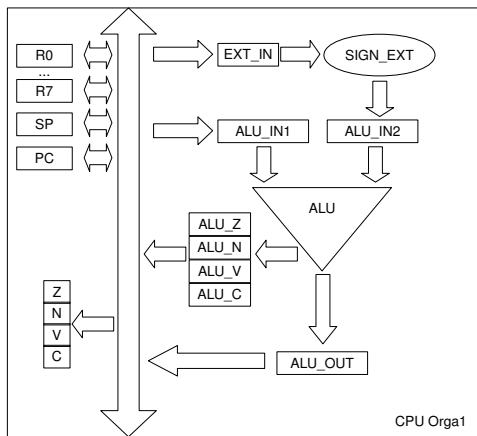 R0
EXT_IN
SIGN_EXT
...
R7
SP
ALU_IN1
ALU_IN2
PC
ALU
ALU_Z
ALU_N
ALU_V
ALU_C
Z
N
V
C
ALU_OUT
CPU Orga1